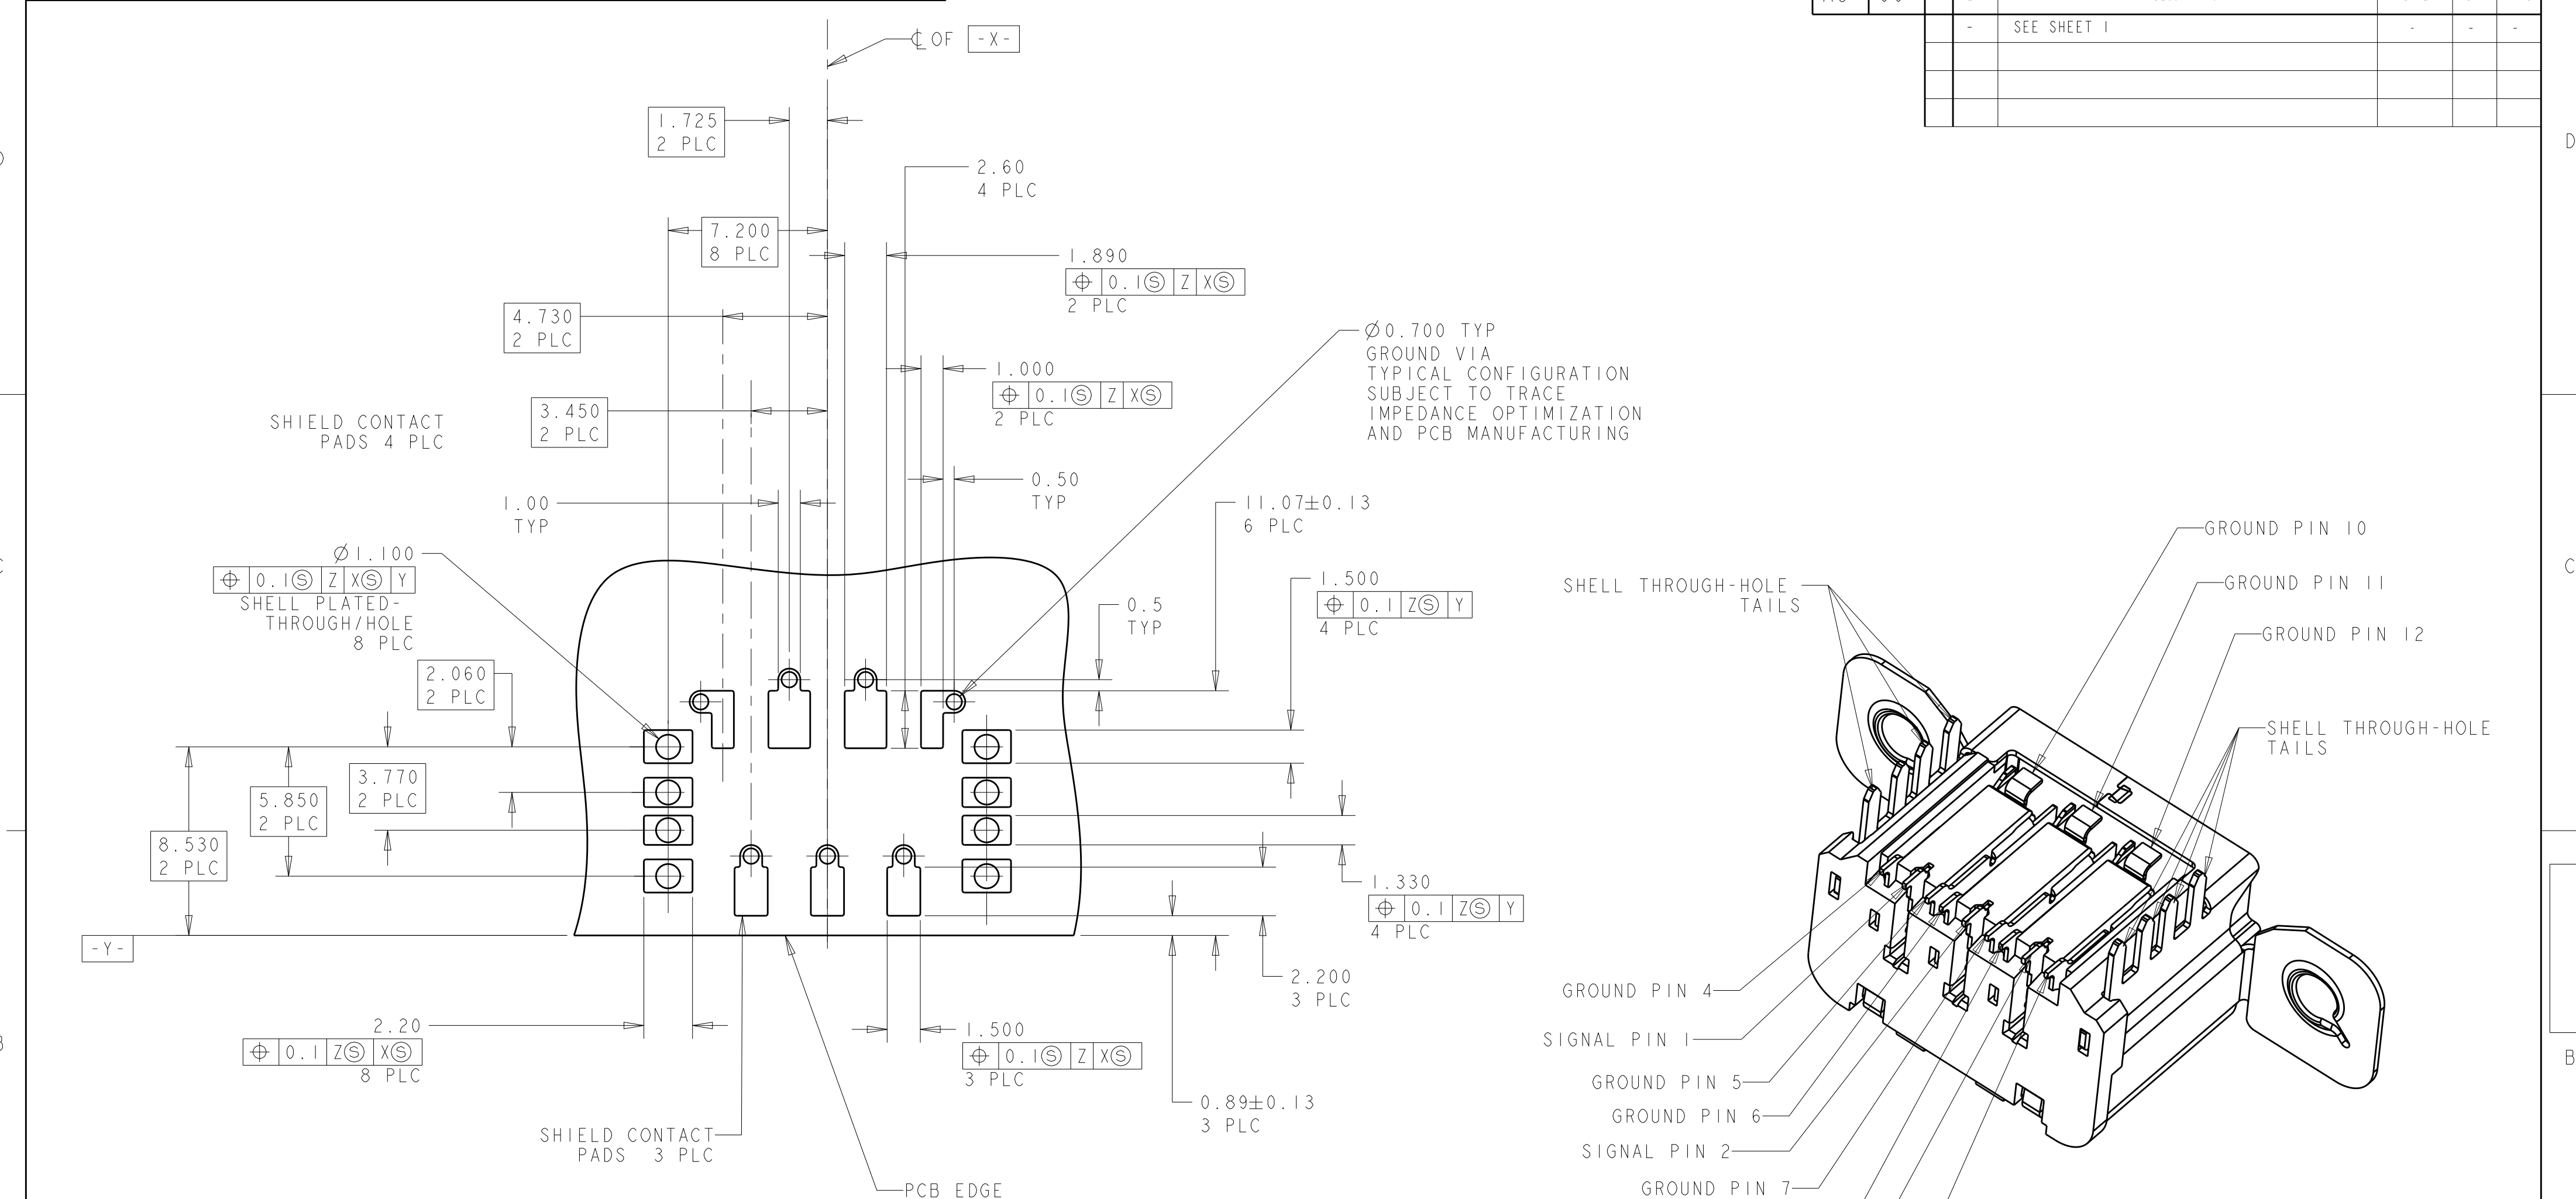 - SEE SHEET 1 - - -
℄ OF -X-
1.725
2 PLC
2.60
4 PLC
7.200
8 PLC
1.890
⌖ 0.1Ⓢ Z XⓈ
2 PLC
4.730
2 PLC
Ø0.700 TYP
GROUND VIA
TYPICAL CONFIGURATION
SUBJECT TO TRACE
IMPEDANCE OPTIMIZATION
AND PCB MANUFACTURING
1.000
⌖ 0.1Ⓢ Z XⓈ
2 PLC
3.450
2 PLC
SHIELD CONTACT
PADS 4 PLC
0.50
TYP
1.00
TYP
11.07±0.13
6 PLC
Ø1.100
⌖ 0.1Ⓢ Z XⓈ Y
SHELL PLATED-
THROUGH/HOLE
8 PLC
1.500
⌖ 0.1 ZⓈ Y
4 PLC
0.5
TYP
2.060
2 PLC
3.770
2 PLC
5.850
2 PLC
8.530
2 PLC
1.330
⌖ 0.1 ZⓈ Y
4 PLC
-Y-
2.200
3 PLC
2.20
⌖ 0.1 ZⓈ XⓈ
8 PLC
1.500
⌖ 0.1Ⓢ Z XⓈ
3 PLC
0.89±0.13
3 PLC
SHIELD CONTACT
PADS 3 PLC
PCB EDGE
GROUND PIN 10
GROUND PIN 11
GROUND PIN 12
SHELL THROUGH-HOLE
TAILS
SHELL THROUGH-HOLE
TAILS
GROUND PIN 4
SIGNAL PIN 1
GROUND PIN 5
GROUND PIN 6
SIGNAL PIN 2
GROUND PIN 7
D
C
B